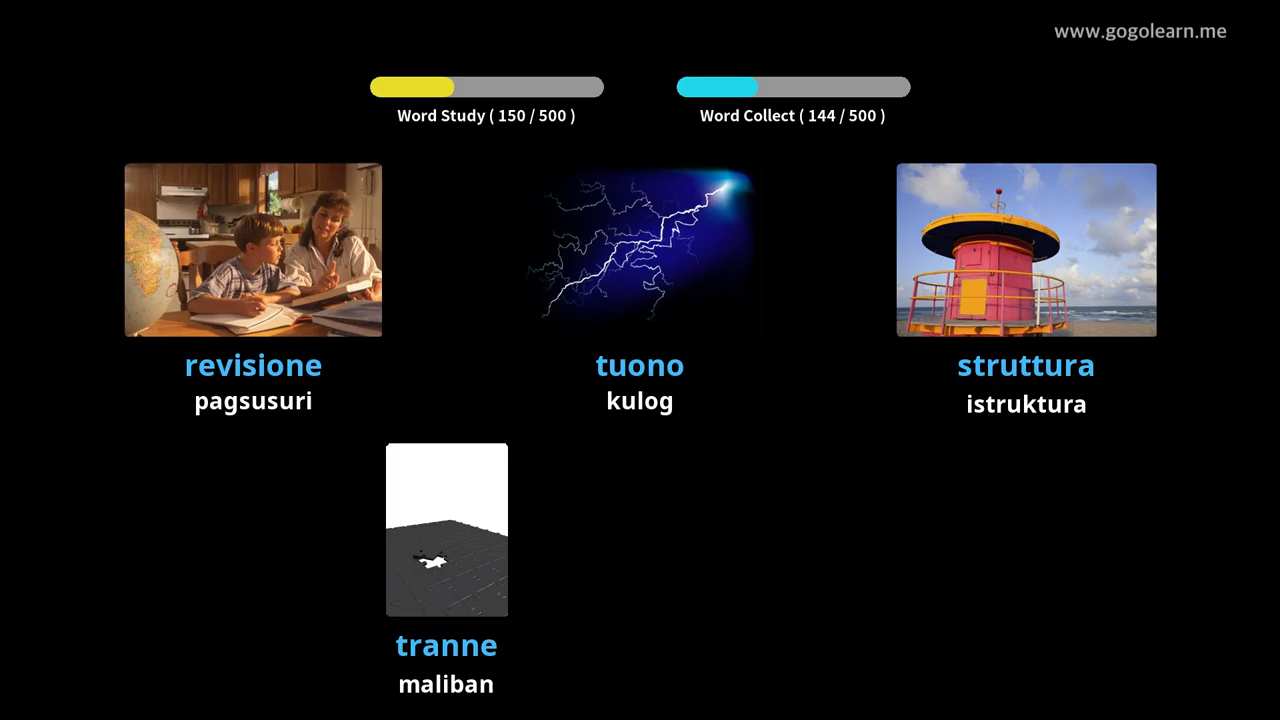 www.gogolearn.me
Word Study ( 150 / 500 )
Word Collect ( 144 / 500 )
revisione
pagsusuri
tuono
kulog
struttura
istruktura
tranne
maliban